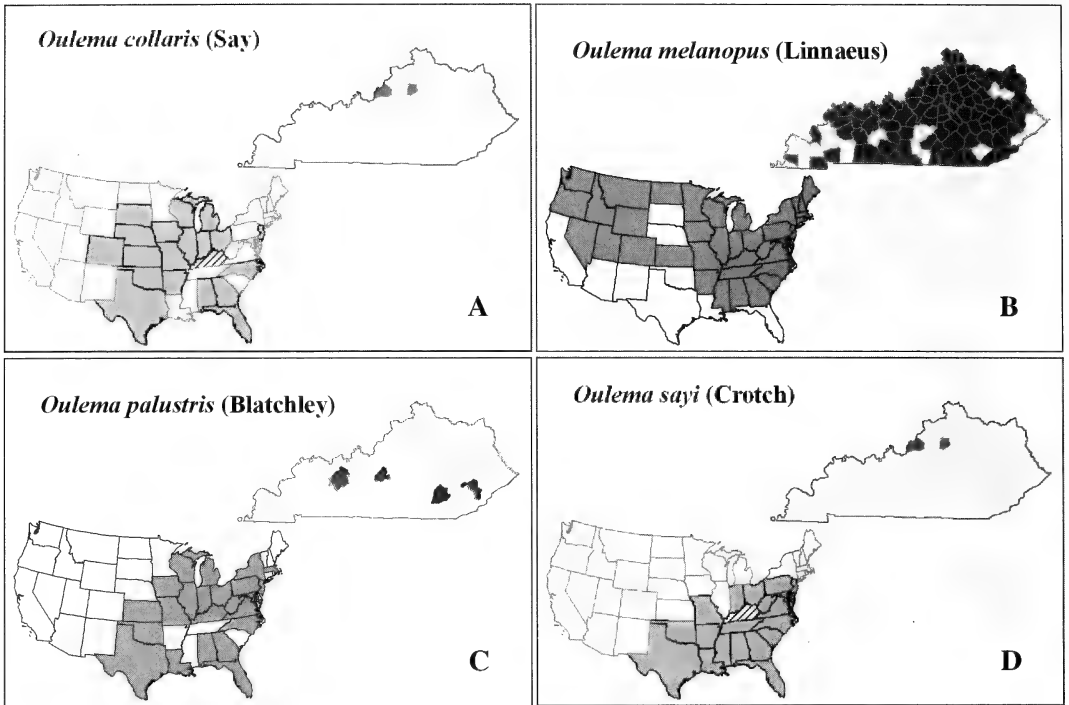 Oulema collaris (Say)
A
Oulema melanopus (Linnaeus)
B
Oulema palustris (Blatchley)
C
Oulema sayi (Crotch)
D